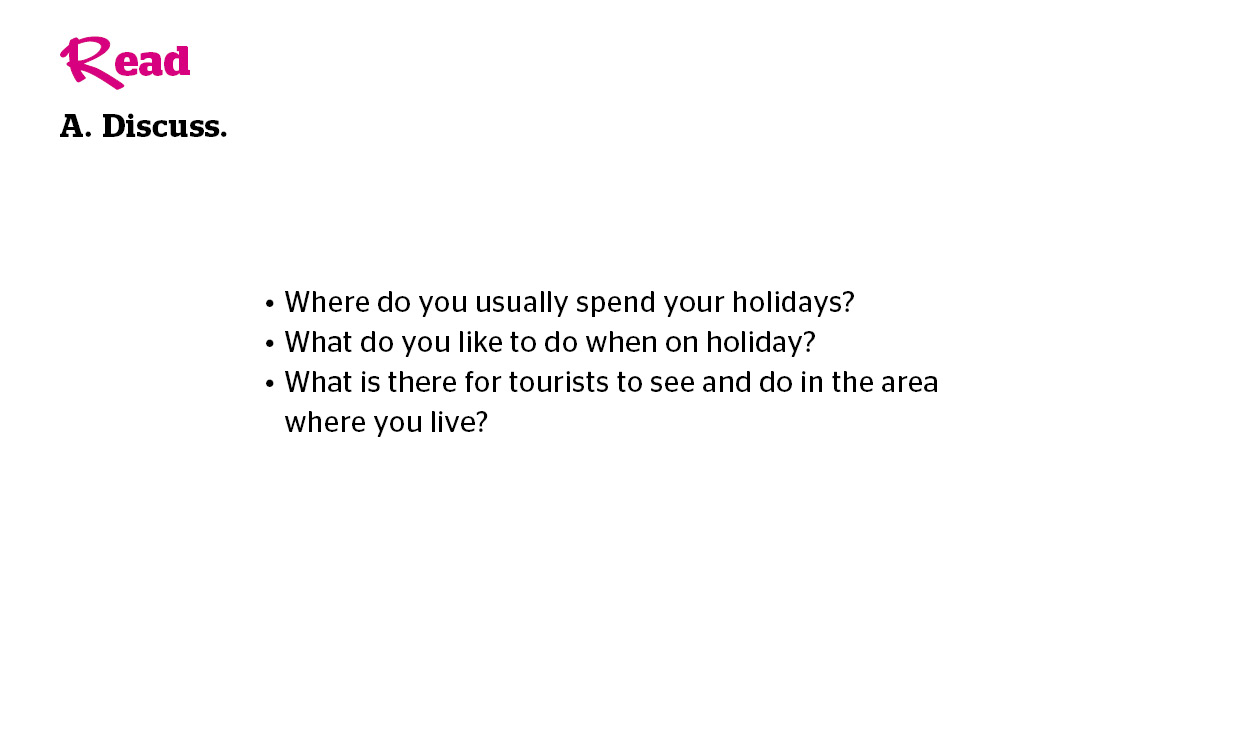 Read
A. Discuss.
• Where do you usually spend your holidays?
• What do you like to do when on holiday?
• What is there for tourists to see and do in the area
where you live?